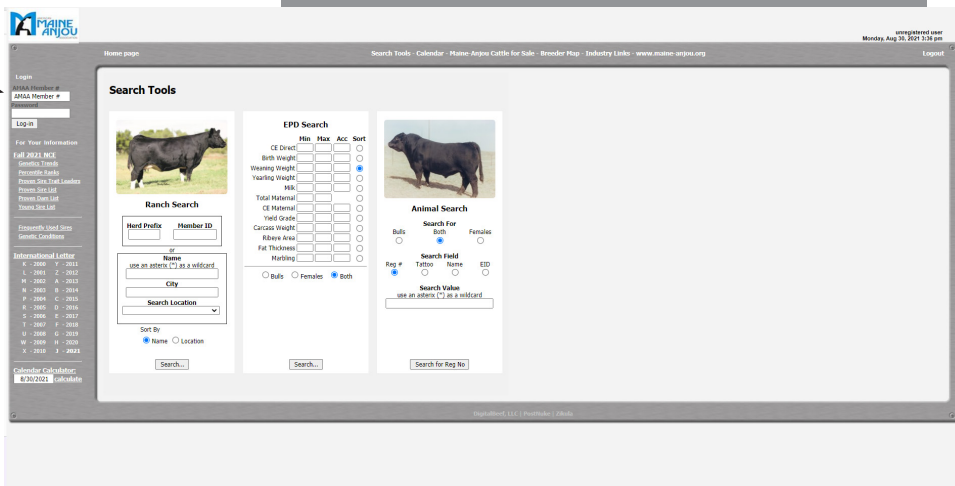 MAINE
ANJOU
unregistered user
Monday, Aug 30, 2021 3:36 pm
Home page
Search Tools - Calendar - Maine-Anjou Cattle for Sale - Breeder Map - Industry Links - www.maine-anjou.org
Logout
Login
AMAA Member #
AMAA Member #
Password
Log-in
For Your Information
Fall 2021 NCE
Genetics Trends
Percentile Ranks
Proven Sire Trait Leaders
Proven Sire List
Proven Dam List
Young Sire List
Frequently Used Sires
Genetic Conditions
International Letter
K - 2000 Y - 2011
L - 2001 Z - 2012
M - 2002 A - 2013
N - 2003 B - 2014
P - 2004 C - 2015
R - 2005 D - 2016
S - 2006 E - 2017
T - 2007 F - 2018
U - 2008 G - 2019
W - 2009 H - 2020
X - 2010 J - 2021
Calendar Calculator:
8/30/2021 calculate
Search Tools
Ranch Search
Herd Prefix Member ID
or
Name
use an asterix (*) as a wildcard
City
Search Location
Sort By
Name Location
Search...
EPD Search
Min Max Acc Sort
CE Direct
Birth Weight
Weaning Weight
Yearling Weight
Milk
Total Maternal
CE Maternal
Yield Grade
Carcass Weight
Ribeye Area
Fat Thickness
Marbling
Bulls Females Both
Search...
Animal Search
Search For
Bulls Both Females
Search Field
Reg # Tattoo Name EID
Search Value
use an asterix (*) as a wildcard
Search for Reg No